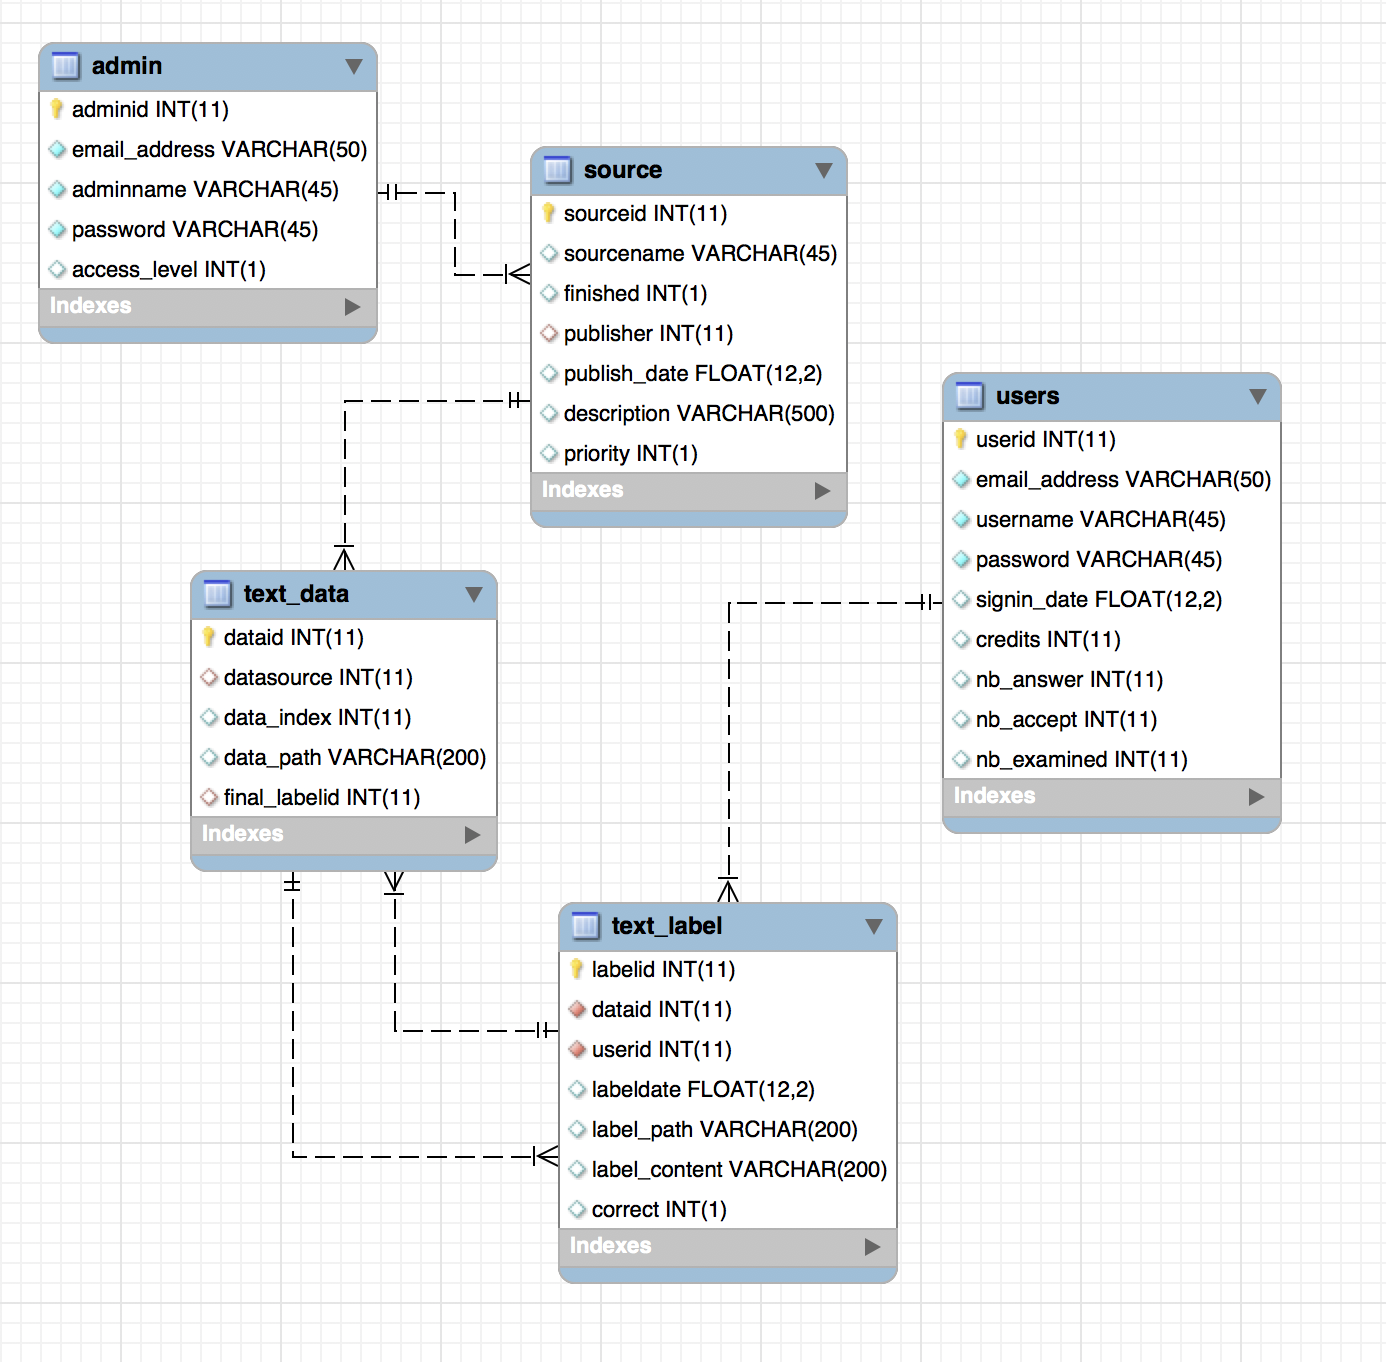 admin
adminid INT(11)
email_address VARCHAR(50)
adminname VARCHAR(45)
password VARCHAR(45)
access_level INT(1)
Indexes
source
sourceid INT(11)
sourcename VARCHAR(45)
finished INT(1)
publisher INT(11)
publish_date FLOAT(12,2)
description VARCHAR(500)
priority INT(1)
Indexes
users
userid INT(11)
email_address VARCHAR(50)
username VARCHAR(45)
password VARCHAR(45)
signin_date FLOAT(12,2)
credits INT(11)
nb_answer INT(11)
nb_accept INT(11)
nb_examined INT(11)
Indexes
text_data
dataid INT(11)
datasource INT(11)
data_index INT(11)
data_path VARCHAR(200)
final_labelid INT(11)
Indexes
text_label
labelid INT(11)
dataid INT(11)
userid INT(11)
labeldate FLOAT(12,2)
label_path VARCHAR(200)
label_content VARCHAR(200)
correct INT(1)
Indexes